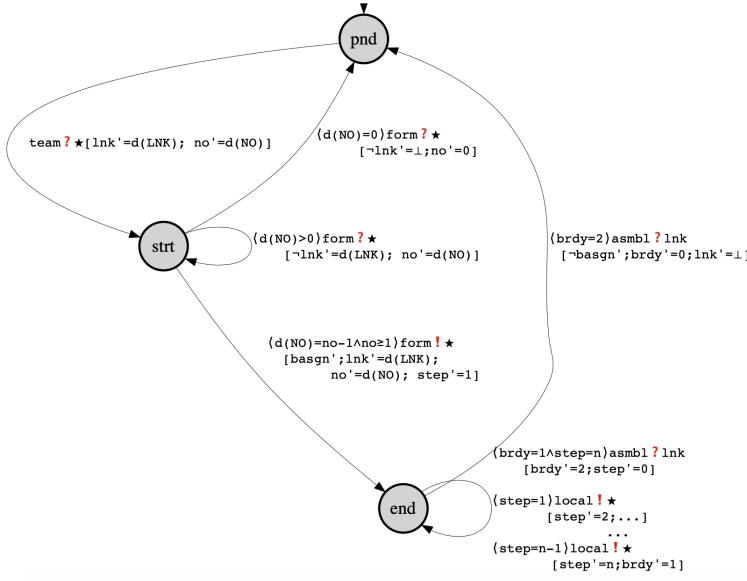 pnd
team?★[lnk'=d(LNK); no'=d(NO)]
⟨d(NO)=0⟩form?★
[¬lnk'=⊥;no'=0]
strt
⟨d(NO)>0⟩form?★
[¬lnk'=d(LNK); no'=d(NO)]
⟨brdy=2⟩asmbl?lnk
[¬basgn';brdy'=0;lnk'=⊥]
⟨d(NO)=no-1∧no≥1⟩form!★
[basgn';lnk'=d(LNK);
no'=d(NO); step'=1]
end
⟨brdy=1∧step=n⟩asmbl?lnk
[brdy'=2;step'=0]
⟨step=1⟩local!★
[step'=2;...]
...
⟨step=n-1⟩local!★
[step'=n;brdy'=1]